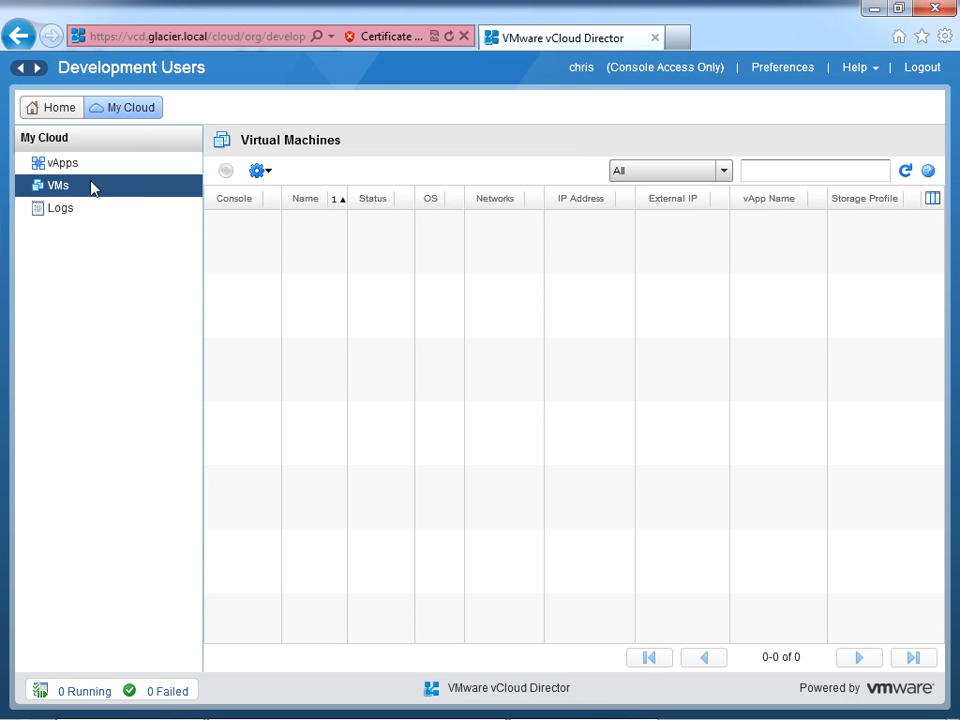 https://vcd.glacier.local/cloud/org/develop
Certificate ...
VMware vCloud Director
Development Users
chris (Console Access Only) | Preferences | Help | Logout
Home
My Cloud
My Cloud
vApps
VMs
Logs
Virtual Machines
All
Console
Name
1
Status
OS
Networks
IP Address
External IP
vApp Name
Storage Profile
0-0 of 0
0 Running
0 Failed
VMware vCloud Director
Powered by vmware